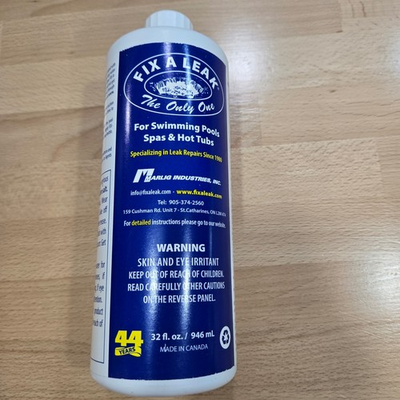 FIX A LEAK
The Only One
For Swimming Pools
Spas & Hot Tubs
Specializing in Leak Repairs Since
MARLIG INDUSTRIES, INC.
info@fixaleak.com - www.fixaleak.com
Tel: 905-374-2560
159 Cushman Rd. Unit 7 - St.Catharines, ON
For detailed instructions please go to our website.
WARNING
SKIN AND EYE IRRITANT
KEEP OUT OF REACH OF CHILDREN.
READ CAREFULLY OTHER CAUTIONS
ON THE REVERSE PANEL.
44
YEARS
32 fl. oz. / 946 mL
MADE IN CANADA